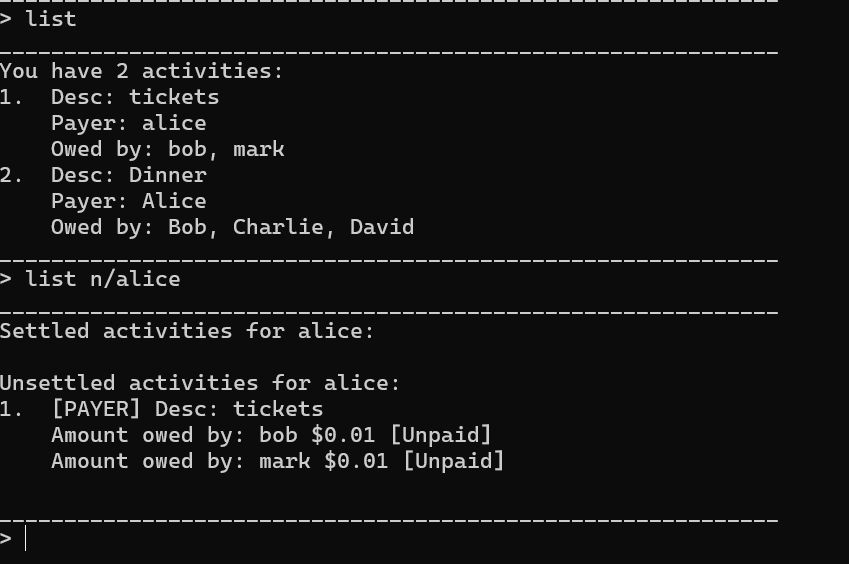 > list
____________________________________________________________
You have 2 activities:
1.  Desc: tickets
    Payer: alice
    Owed by: bob, mark
2.  Desc: Dinner
    Payer: Alice
    Owed by: Bob, Charlie, David
____________________________________________________________
> list n/alice
____________________________________________________________
Settled activities for alice:

Unsettled activities for alice:
1.  [PAYER] Desc: tickets
    Amount owed by: bob $0.01 [Unpaid]
    Amount owed by: mark $0.01 [Unpaid]

____________________________________________________________
>